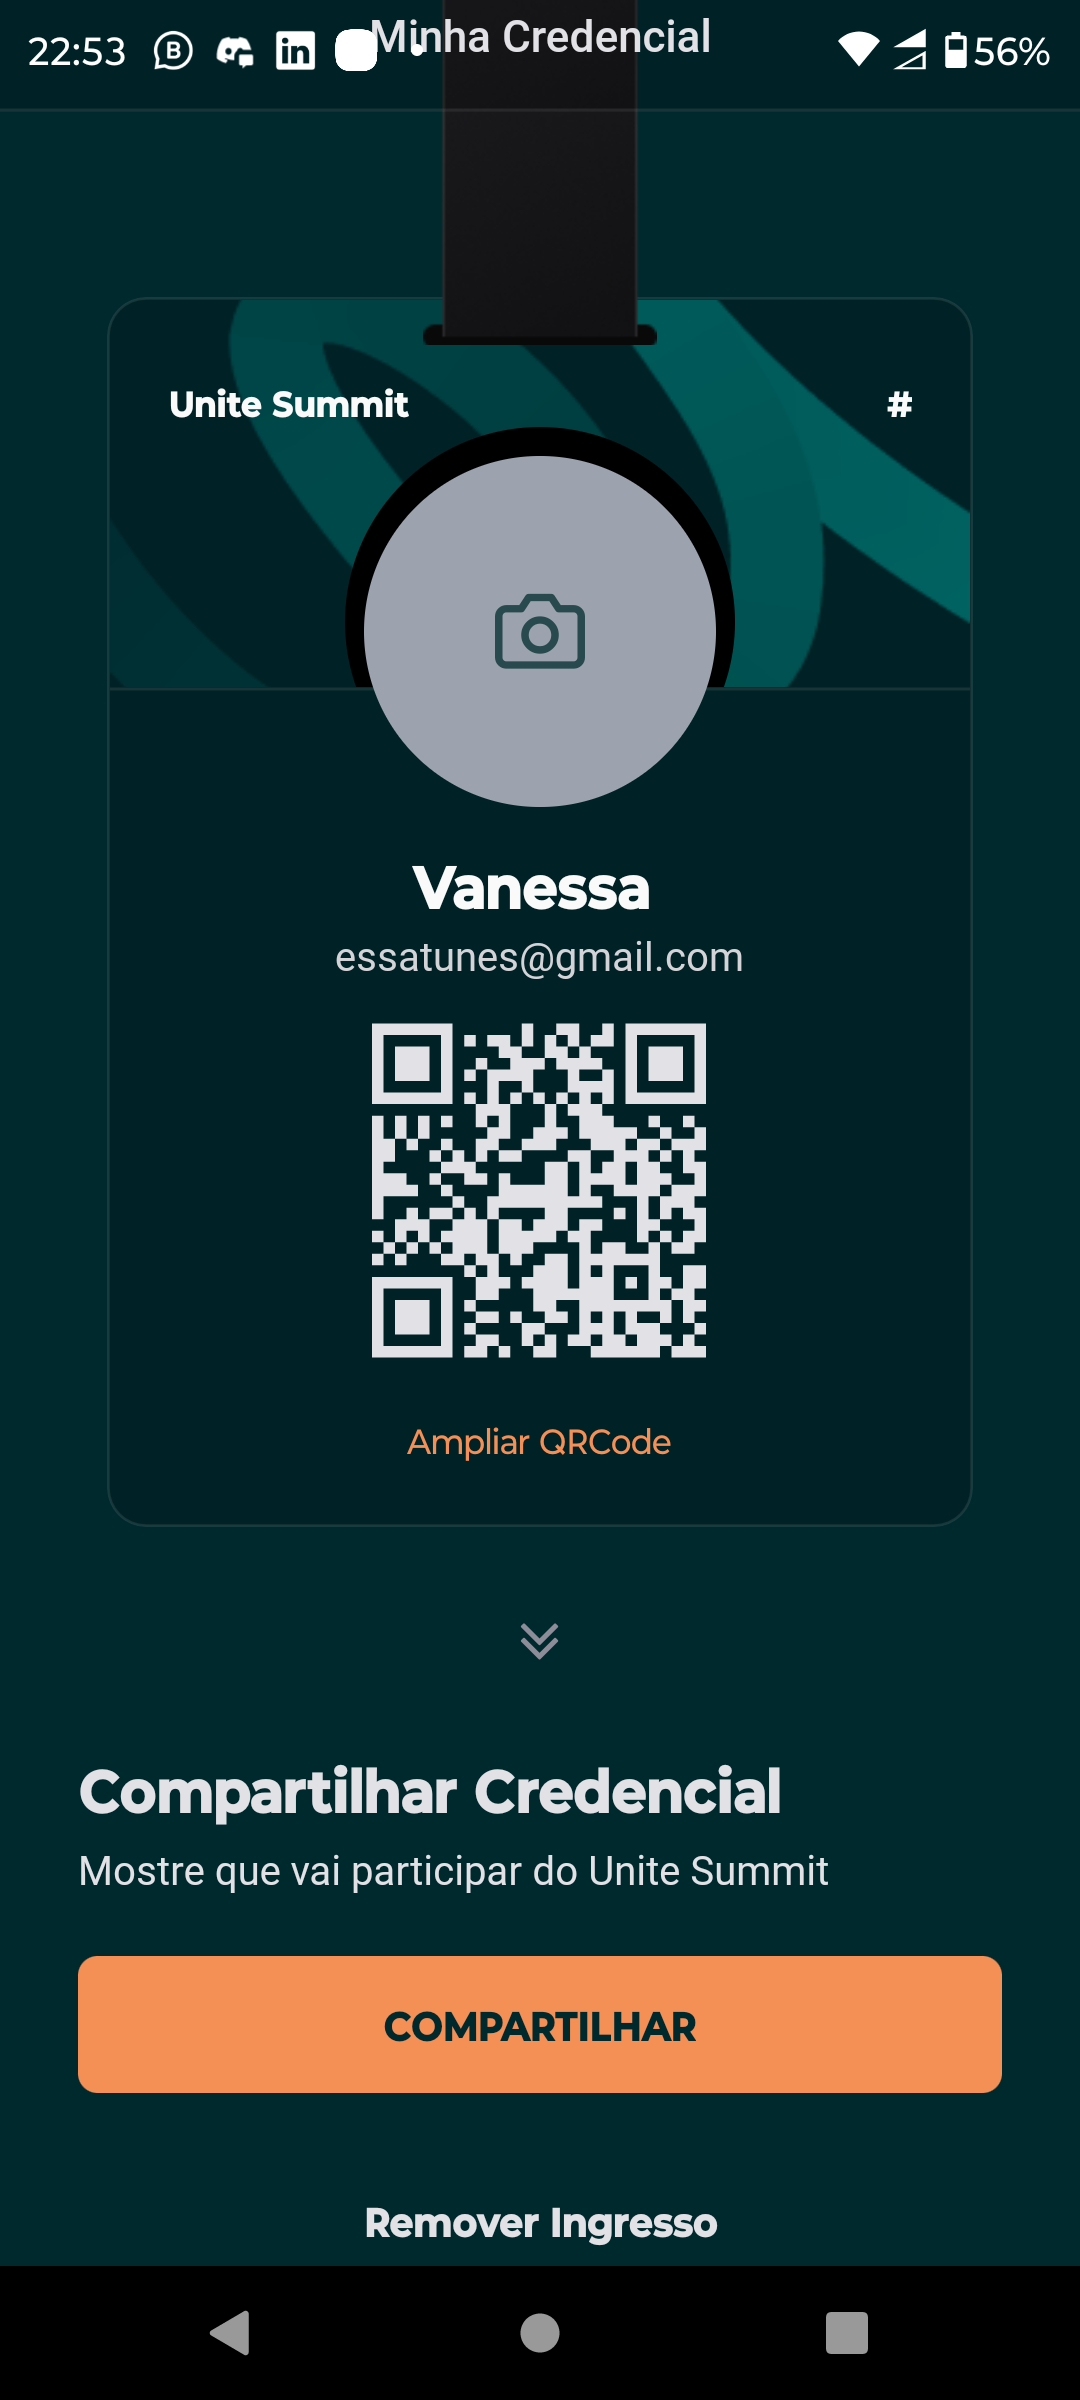 22:53
Minha Credencial
56%
Unite Summit
#
Vanessa
essatunes@gmail.com
Ampliar QRCode
Compartilhar Credencial
Mostre que vai participar do Unite Summit
COMPARTILHAR
Remover Ingresso